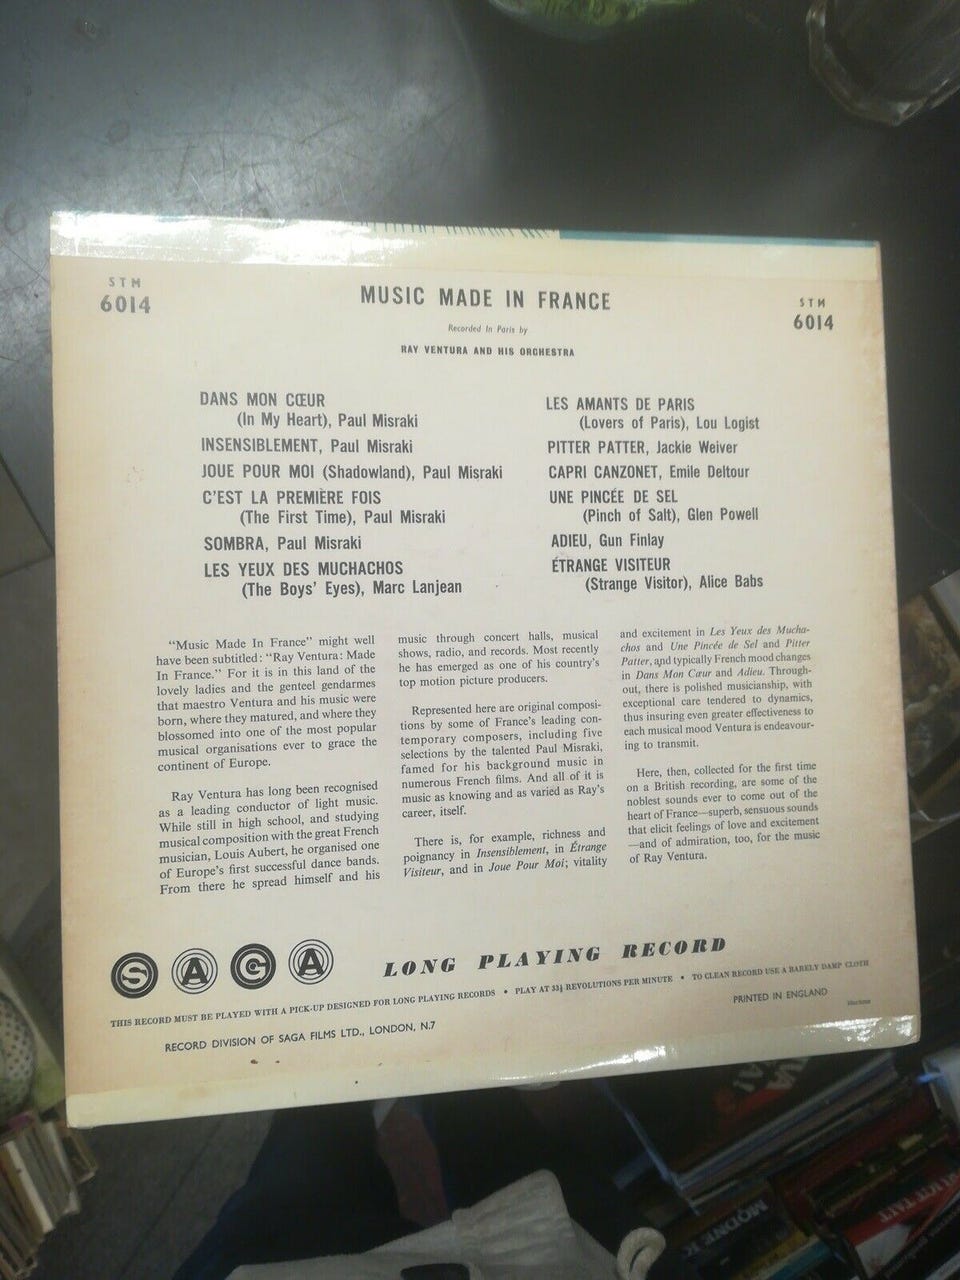 STM
6014
MUSIC MADE IN FRANCE
Recorded In Paris by
RAY VENTURA AND HIS ORCHESTRA
STM
6014
DANS MON CŒUR
(In My Heart), Paul Misraki
INSENSIBLEMENT, Paul Misraki
JOUE POUR MOI (Shadowland), Paul Misraki
C'EST LA PREMIÈRE FOIS
(The First Time), Paul Misraki
SOMBRA, Paul Misraki
LES YEUX DES MUCHACHOS
(The Boys' Eyes), Marc Lanjean
LES AMANTS DE PARIS
(Lovers of Paris), Lou Logist
PITTER PATTER, Jackie Weiver
CAPRI CANZONET, Emile Deltour
UNE PINCÉE DE SEL
(Pinch of Salt), Glen Powell
ADIEU, Gun Finlay
ÉTRANGE VISITEUR
(Strange Visitor), Alice Babs
"Music Made In France" might well
have been subtitled: "Ray Ventura: Made
In France." For it is in this land of the
lovely ladies and the genteel gendarmes
that maestro Ventura and his music were
born, where they matured, and where they
blossomed into one of the most popular
musical organisations ever to grace the
continent of Europe.
Ray Ventura has long been recognised
as a leading conductor of light music.
While still in high school, and studying
musical composition with the great French
musician, Louis Aubert, he organised one
of Europe's first successful dance bands.
From there he spread himself and his
music through concert halls, musical
shows, radio, and records. Most recently
he has emerged as one of his country's
top motion picture producers.
Represented here are original composi-
tions by some of France's leading con-
temporary composers, including five
selections by the talented Paul Misraki,
famed for his background music in
numerous French films. And all of it is
music as knowing and as varied as Ray's
career, itself.
There is, for example, richness and
poignancy in Insensiblement, in Étrange
Visiteur, and in Joue Pour Moi; vitality
and excitement in Les Yeux des Mucha-
chos and Une Pincée de Sel and Pitter
Patter, and typically French mood changes
in Dans Mon Cœur and Adieu. Through-
out, there is polished musicianship, with
exceptional care tendered to dynamics,
thus insuring even greater effectiveness to
each musical mood Ventura is endeavour-
ing to transmit.
Here, then, collected for the first time
on a British recording, are some of the
noblest sounds ever to come out of the
heart of France—superb, sensuous sounds
that elicit feelings of love and excitement
—and of admiration, too, for the music
of Ray Ventura.
SAGA LONG PLAYING RECORD
THIS RECORD MUST BE PLAYED WITH A PICK-UP DESIGNED FOR LONG PLAYING RECORDS • PLAY AT 33⅓ REVOLUTIONS PER MINUTE • TO CLEAN RECORD USE A BARELY DAMP CLOTH
RECORD DIVISION OF SAGA FILMS LTD., LONDON, N.7
PRINTED IN ENGLAND